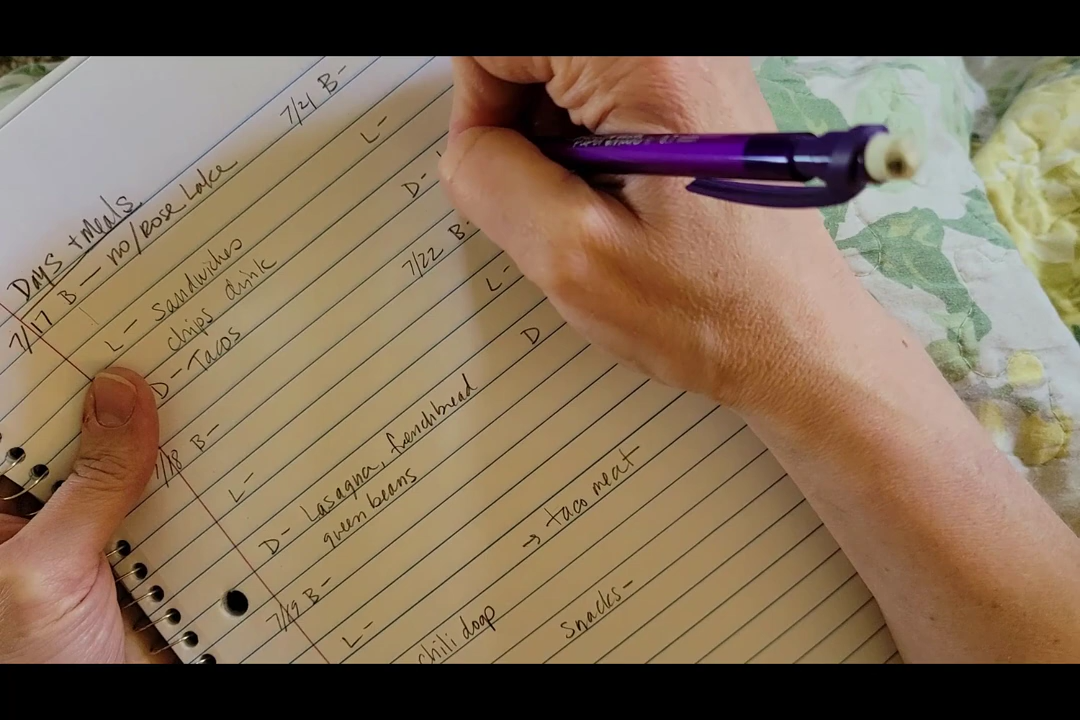 Days + Meals
7/17 B - no/Rose Lake
L - sandwiches
chips drink
D - Tacos
7/18 B -
L -
D - Lasagna, frenchbread
green beans
7/19 B -
L -
chili doap
7/21 B -
L -
D -
7/22 B -
L -
D
→ taco meat
snacks -